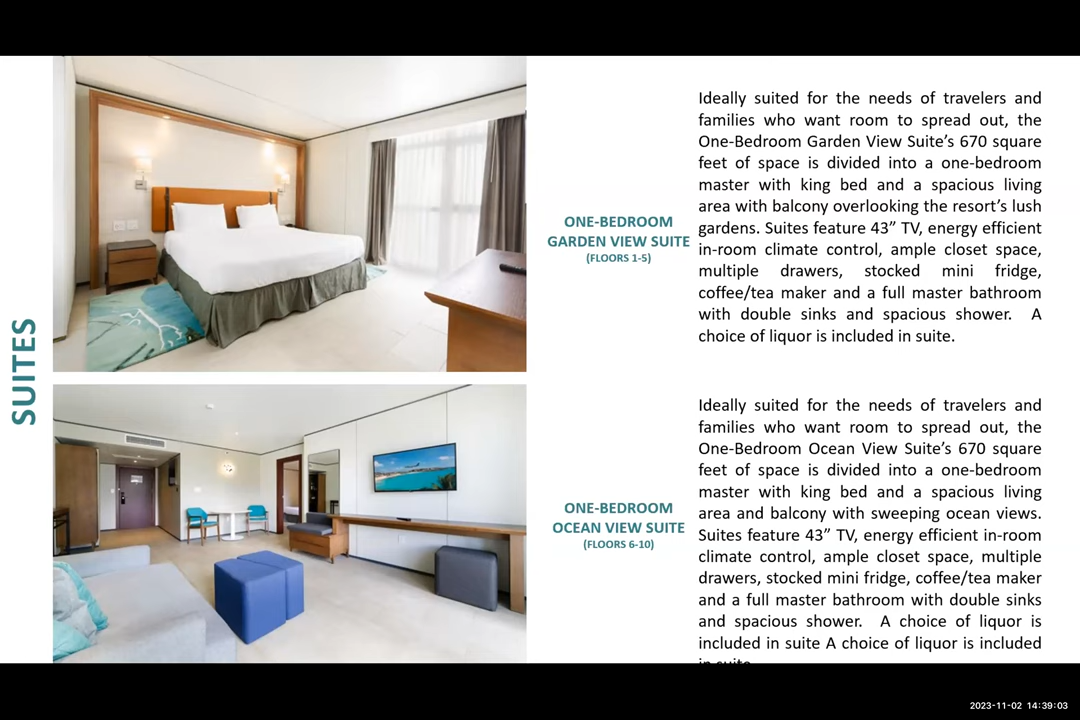 SUITES
ONE-BEDROOM
GARDEN VIEW SUITE
(FLOORS 1-5)
Ideally suited for the needs of travelers and
families who want room to spread out, the
One-Bedroom Garden View Suite’s 670 square
feet of space is divided into a one-bedroom
master with king bed and a spacious living
area with balcony overlooking the resort’s lush
gardens. Suites feature 43” TV, energy efficient
in-room climate control, ample closet space,
multiple drawers, stocked mini fridge,
coffee/tea maker and a full master bathroom
with double sinks and spacious shower. A
choice of liquor is included in suite.
ONE-BEDROOM
OCEAN VIEW SUITE
(FLOORS 6-10)
Ideally suited for the needs of travelers and
families who want room to spread out, the
One-Bedroom Ocean View Suite’s 670 square
feet of space is divided into a one-bedroom
master with king bed and a spacious living
area and balcony with sweeping ocean views.
Suites feature 43” TV, energy efficient in-room
climate control, ample closet space, multiple
drawers, stocked mini fridge, coffee/tea maker
and a full master bathroom with double sinks
and spacious shower. A choice of liquor is
included in suite A choice of liquor is included
in suite
2023-11-02 14:39:03